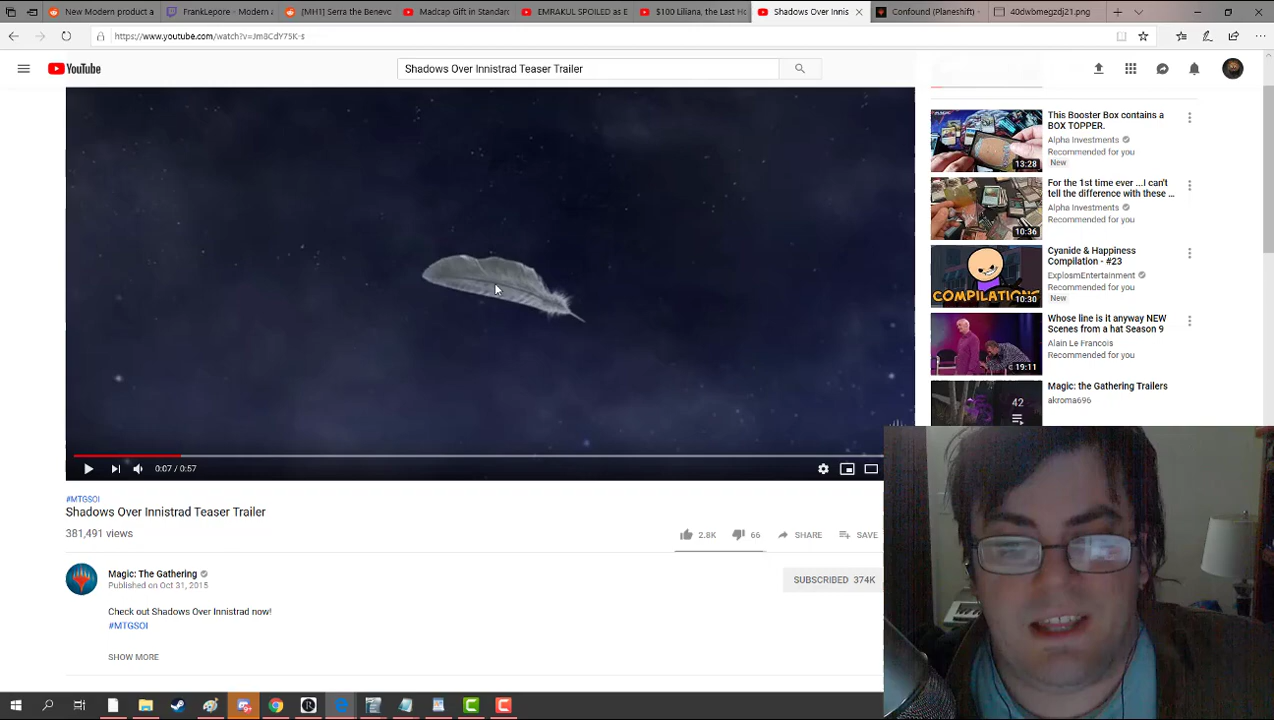 New Modern product a
FrankLepore - Modern a
[MH1] Serra the Benevo
Madcap Gift in Standard
EMRAKUL SPOILED as E
$100 Liliana, the Last Ho
Shadows Over Innis
Confound (Planeshift) -
40dwbmegzdj21.png
YouTube
Shadows Over Innistrad Teaser Trailer
This Booster Box contains a
BOX TOPPER.
Alpha Investments
Recommended for you
New
13:28
For the 1st time ever ...I can't
tell the difference with these ...
Alpha Investments
Recommended for you
10:36
Cyanide & Happiness
Compilation - #23
ExplosmEntertainment
Recommended for you
New
COMPILATION
10:30
Whose line is it anyway NEW
Scenes from a hat Season 9
Alain Le Francois
Recommended for you
19:11
Magic: the Gathering Trailers
akroma696
42
0:07 / 0:57
#MTGSOI
Shadows Over Innistrad Teaser Trailer
381,491 views
2.8K
66
SHARE
SAVE
Magic: The Gathering
Published on Oct 31, 2015
SUBSCRIBED 374K
Check out Shadows Over Innistrad now!
#MTGSOI
SHOW MORE